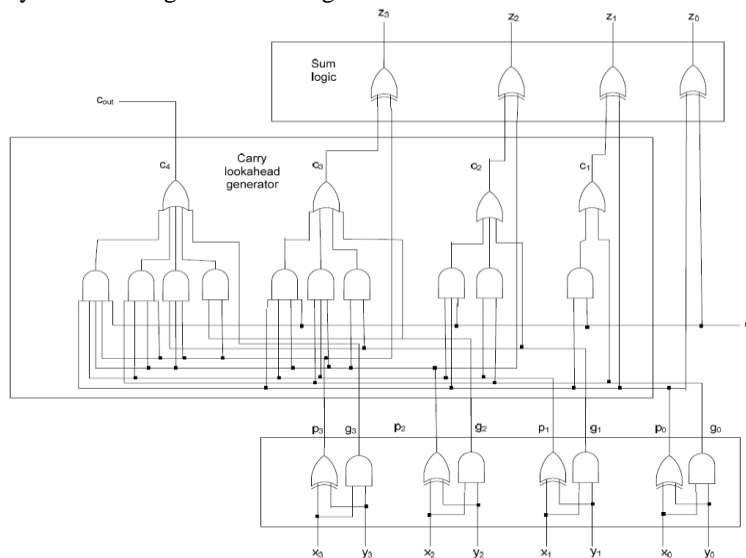 z₃ z₂ z₁ z₀
Sum
logic
cₒᵤₜ
c₄ Carry c₃ c₂ c₁
lookahead
generator
p₃ g₃ p₂ g₂ p₁ g₁ p₀ g₀
x₃ y₃ x₂ y₂ x₁ y₁ x₀ y₀